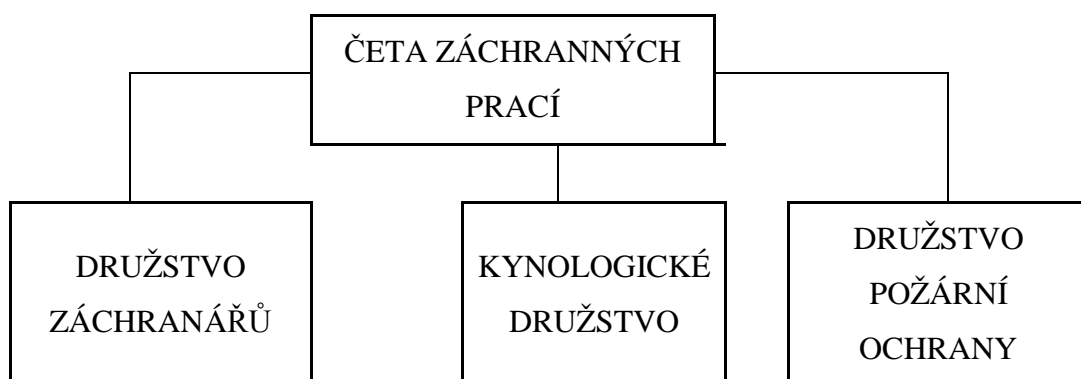 ČETA ZÁCHRANNÝCH
PRACÍ
DRUŽSTVO
ZÁCHRANÁŘŮ
KYNOLOGICKÉ
DRUŽSTVO
DRUŽSTVO
POŽÁRNÍ
OCHRANY